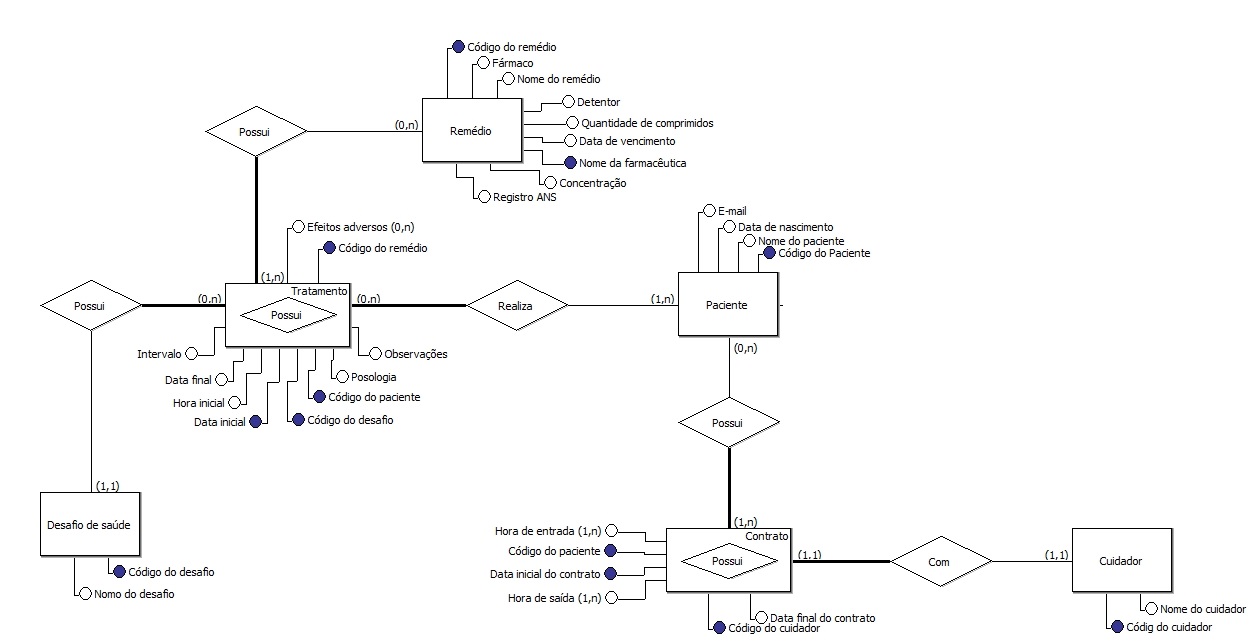 Código do remédio
Fármaco
Nome do remédio
Detentor
Possui
(0,n)
Remédio
Quantidade de comprimidos
Data de vencimento
Nome da farmacêutica
Concentração
Registro ANS
E-mail
Efeitos adversos (0,n)
Data de nascimento
Nome do paciente
Código do remédio
Código do Paciente
(1,n)
Tratamento
Possui
(0,n)
Possui
(0,n)
Realiza
(1,n)
Paciente
Intervalo
Observações
(0,n)
Data final
Posologia
Hora inicial
Código do paciente
Data inicial
Código do desafio
Possui
(1,1)
Desafio de saúde
Código do desafio
Nomo do desafio
(1,n)
Hora de entrada (1,n)
Contrato
Código do paciente
Possui
(1,1)
Com
(1,1)
Cuidador
Data inicial do contrato
Hora de saída (1,n)
Data final do contrato
Código do cuidador
Nome do cuidador
Códig do cuidador